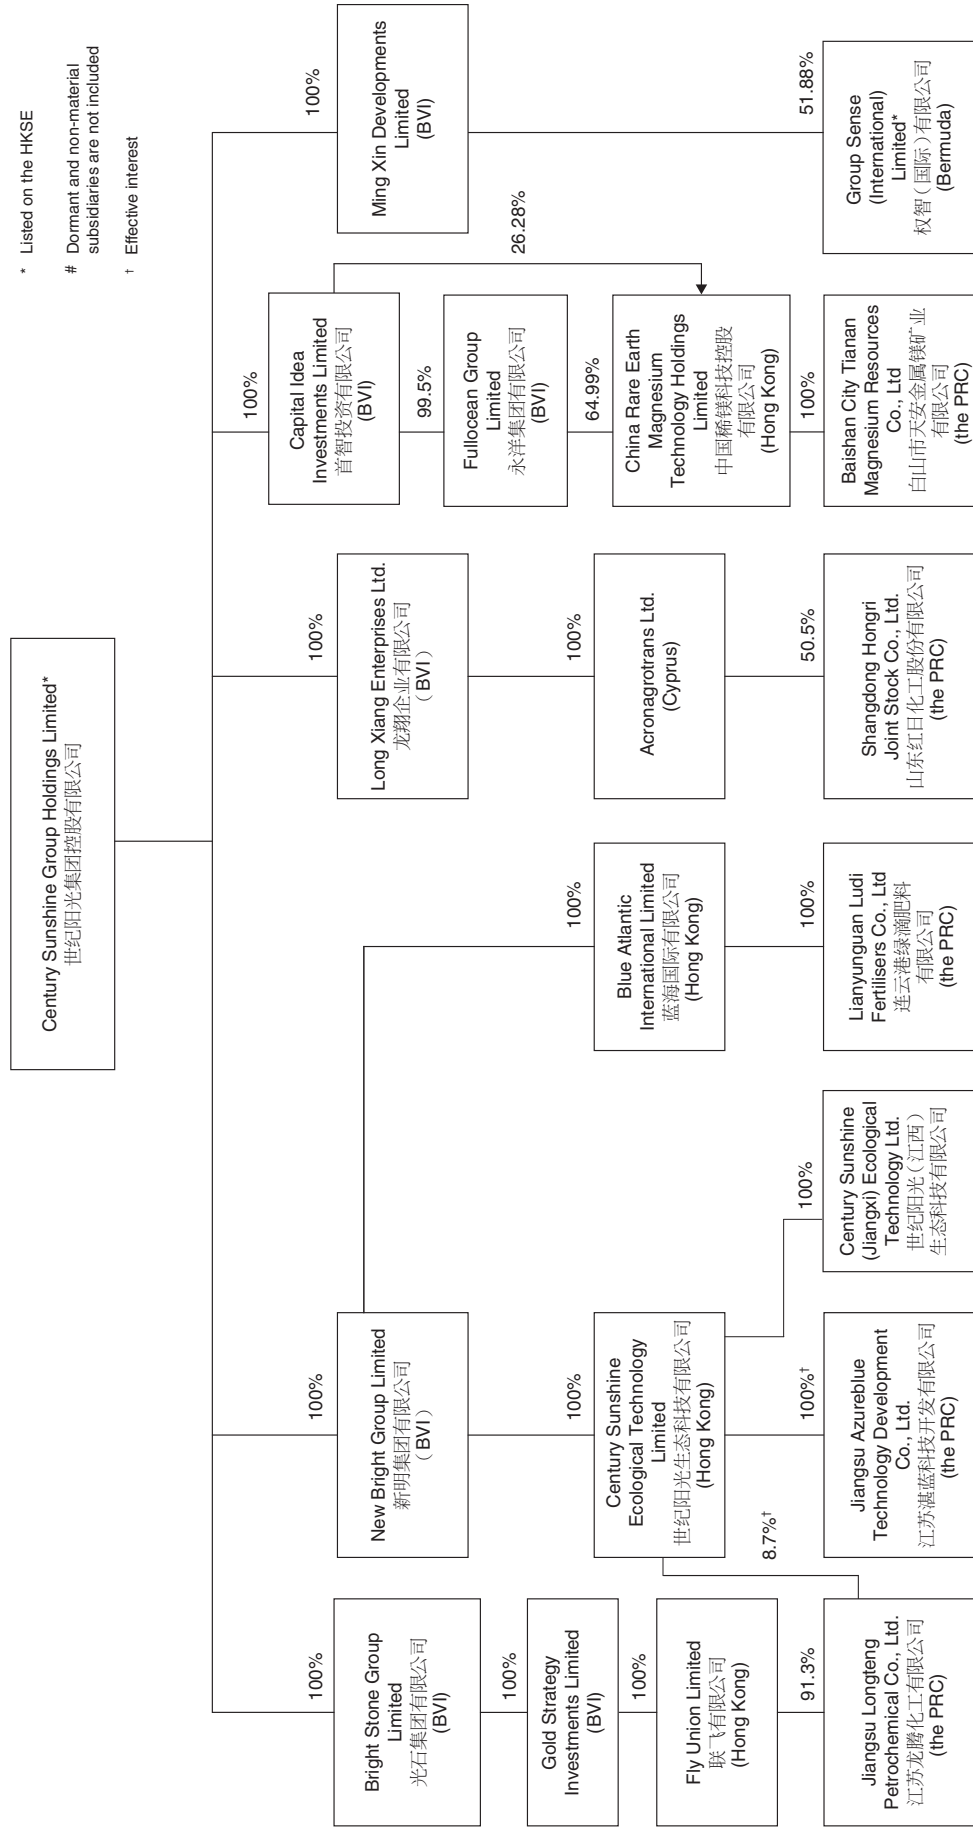 Century Sunshine Group Holdings Limited*
世纪阳光集团控股有限公司
* Listed on the HKSE
# Dormant and non-material
subsidiaries are not included
† Effective interest
100%
Bright Stone Group
Limited
光石集团有限公司
(BVI)
100%
Gold Strategy
Investments Limited
(BVI)
100%
Fly Union Limited
联飞有限公司
(Hong Kong)
91.3%
Jiangsu Longteng
Petrochemical Co., Ltd.
江苏龙腾化工有限公司
(the PRC)
100%
New Bright Group Limited
新明集团有限公司
（BVI）
100%
Century Sunshine
Ecological Technology
Limited
世纪阳光生态科技有限公司
(Hong Kong)
8.7%†
100%†
Jiangsu Azureblue
Technology Development
Co., Ltd.
江苏湛蓝科技开发有限公司
(the PRC)
100%
Century Sunshine
(Jiangxi) Ecological
Technology Ltd.
世纪阳光（江西）
生态科技有限公司
100%
Blue Atlantic
International Limited
蓝海国际有限公司
(Hong Kong)
100%
Lianyunguan Ludi
Fertilisers Co., Ltd
连云港绿滴肥料
有限公司
(the PRC)
100%
Long Xiang Enterprises Ltd.
龙翔企业有限公司
（BVI）
100%
Acronagrotrans Ltd.
(Cyprus)
50.5%
Shangdong Hongri
Joint Stock Co., Ltd.
山东红日化工股份有限公司
(the PRC)
100%
Capital Idea
Investments Limited
首智投资有限公司
(BVI)
99.5%
Fullocean Group
Limited
永洋集团有限公司
(BVI)
64.99%
26.28%
China Rare Earth
Magnesium
Technology Holdings
Limited
中国稀镁科技控股
有限公司
(Hong Kong)
100%
Baishan City Tianan
Magnesium Resources
Co., Ltd
白山市天安金属镁矿业
有限公司
(the PRC)
100%
Ming Xin Developments
Limited
(BVI)
51.88%
Group Sense
(International)
Limited*
权智（国际）有限公司
(Bermuda)